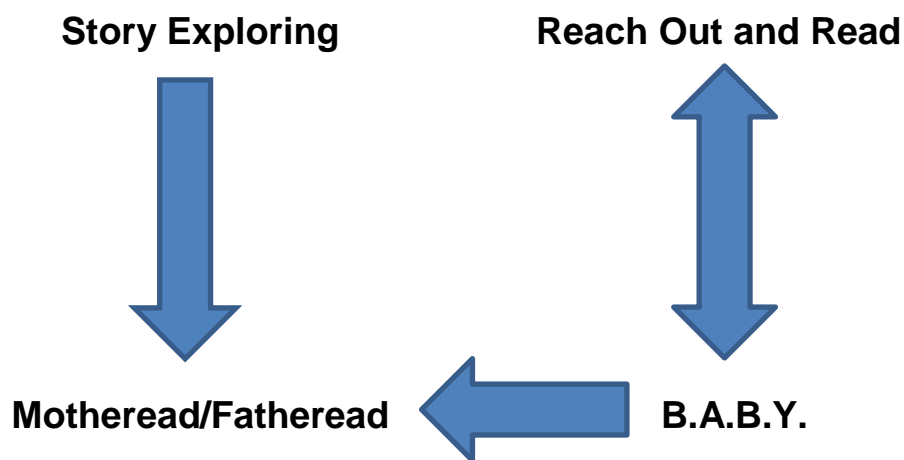 Story Exploring
Reach Out and Read
Motheread/Fatheread
B.A.B.Y.